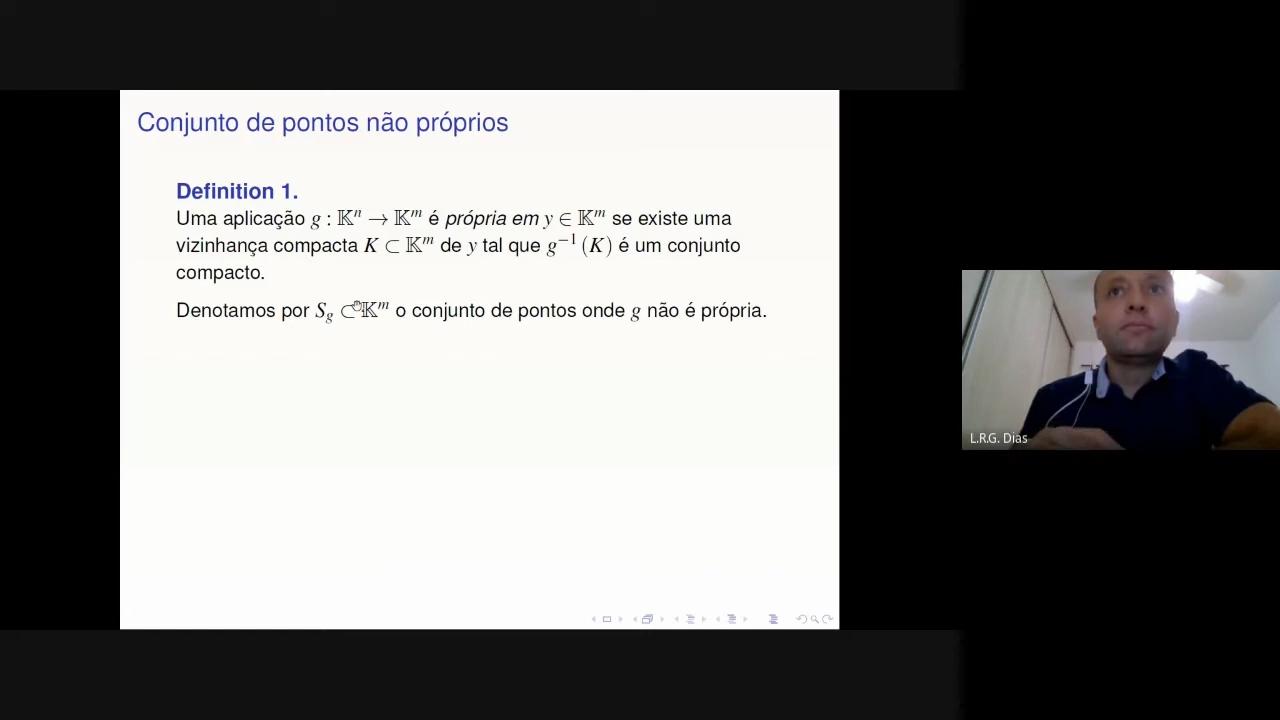 Conjunto de pontos não próprios
Definition 1.
Uma aplicação g : 𝕂ⁿ → 𝕂ᵐ é própria em y ∈ 𝕂ᵐ se existe uma
vizinhança compacta K ⊂ 𝕂ᵐ de y tal que g⁻¹(K) é um conjunto
compacto.
Denotamos por S_g ⊂ 𝕂ᵐ o conjunto de pontos onde g não é própria.
L.R.G. Dias